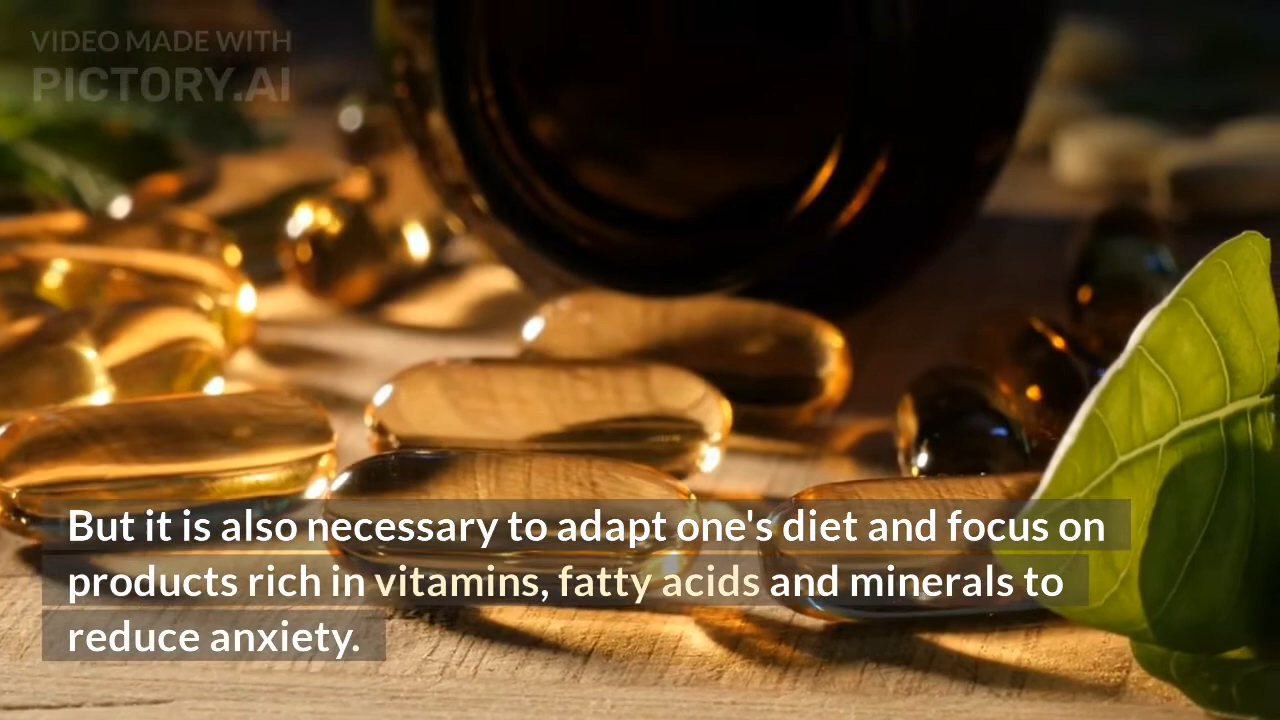 VIDEO MADE WITH
PICTORY.AI
But it is also necessary to adapt one's diet and focus on
products rich in vitamins, fatty acids and minerals to
reduce anxiety.